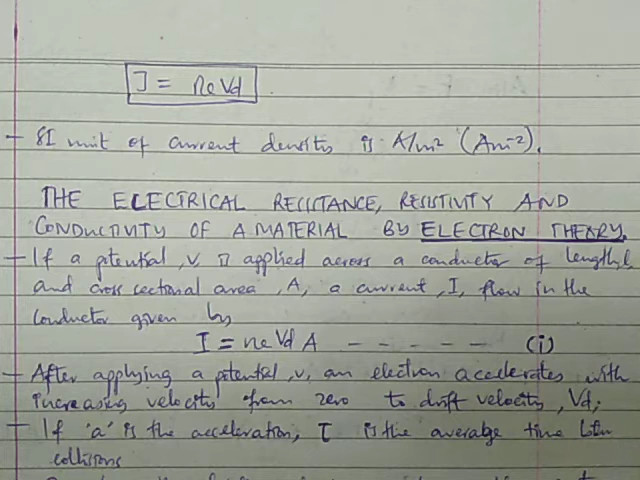 J = neVd
- SI unit of current density is A/m² (Am⁻²).
THE ELECTRICAL RESISTANCE, RESISTIVITY AND
CONDUCTIVITY OF A MATERIAL BY ELECTRON THEORY.
- If a potential, v, is applied across a conductor of length, l
and cross sectional area, A, a current, I, flow in the
conductor given by
I = neVd A - - - - - - (i)
- After applying a potential, v, an electron accelerates with
increasing velocity from zero to drift velocity, Vd;
- If 'a' is the acceleration, τ is the average time btn
collisions